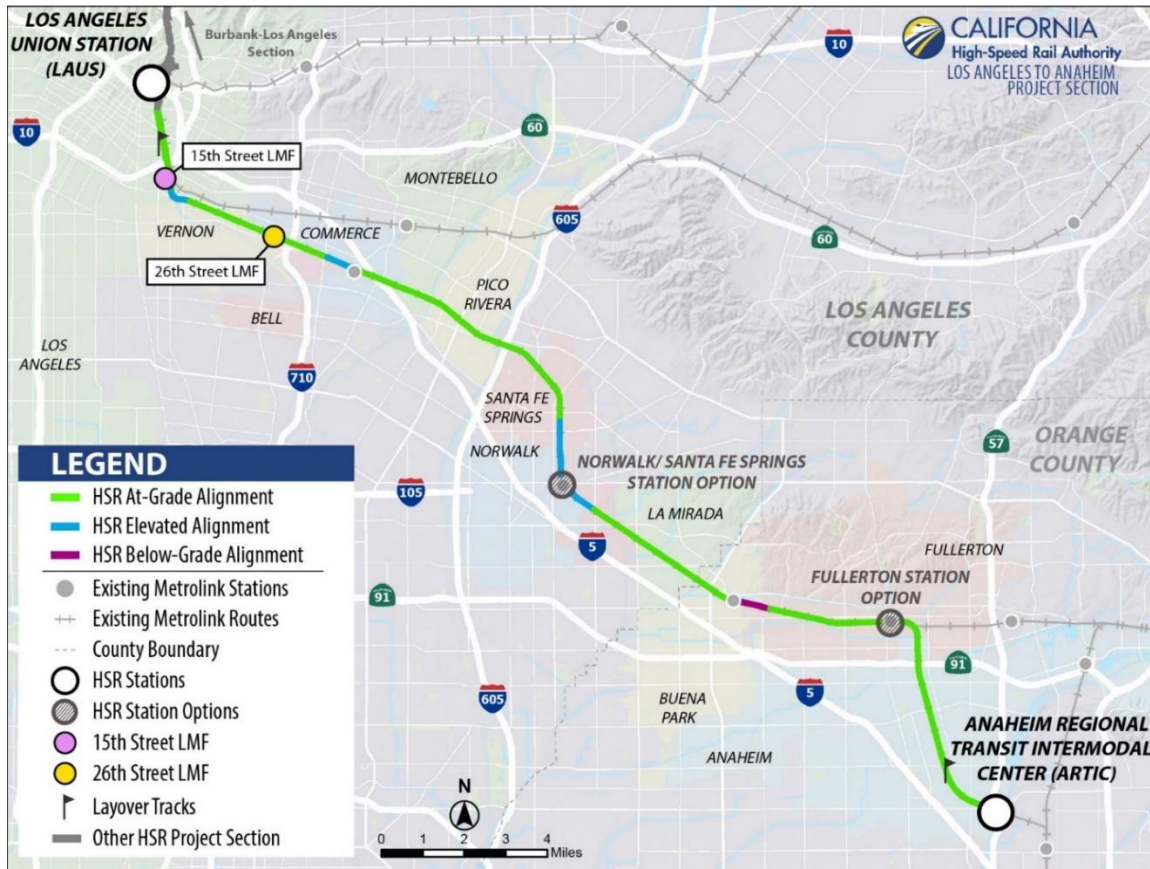 LOS ANGELES
UNION STATION
(LAUS)
Burbank-Los Angeles
Section
10
CALIFORNIA
High-Speed Rail Authority
LOS ANGELES TO ANAHEIM
PROJECT SECTION
10
60
15th Street LMF
MONTEBELLO
605
VERNON
COMMERCE
60
26th Street LMF
PICO
RIVERA
BELL
LOS ANGELES
COUNTY
LOS
ANGELES
710
SANTA FE
SPRINGS
NORWALK
57
ORANGE
COUNTY
NORWALK/ SANTA FE SPRINGS
STATION OPTION
105
LA MIRADA
5
FULLERTON
FULLERTON STATION
OPTION
91
91
605
BUENA
PARK
5
ANAHEIM
ANAHEIM REGIONAL
TRANSIT INTERMODAL
CENTER (ARTIC)
LEGEND
HSR At-Grade Alignment
HSR Elevated Alignment
HSR Below-Grade Alignment
Existing Metrolink Stations
Existing Metrolink Routes
County Boundary
HSR Stations
HSR Station Options
15th Street LMF
26th Street LMF
Layover Tracks
Other HSR Project Section
N
0 1 2 4
Miles